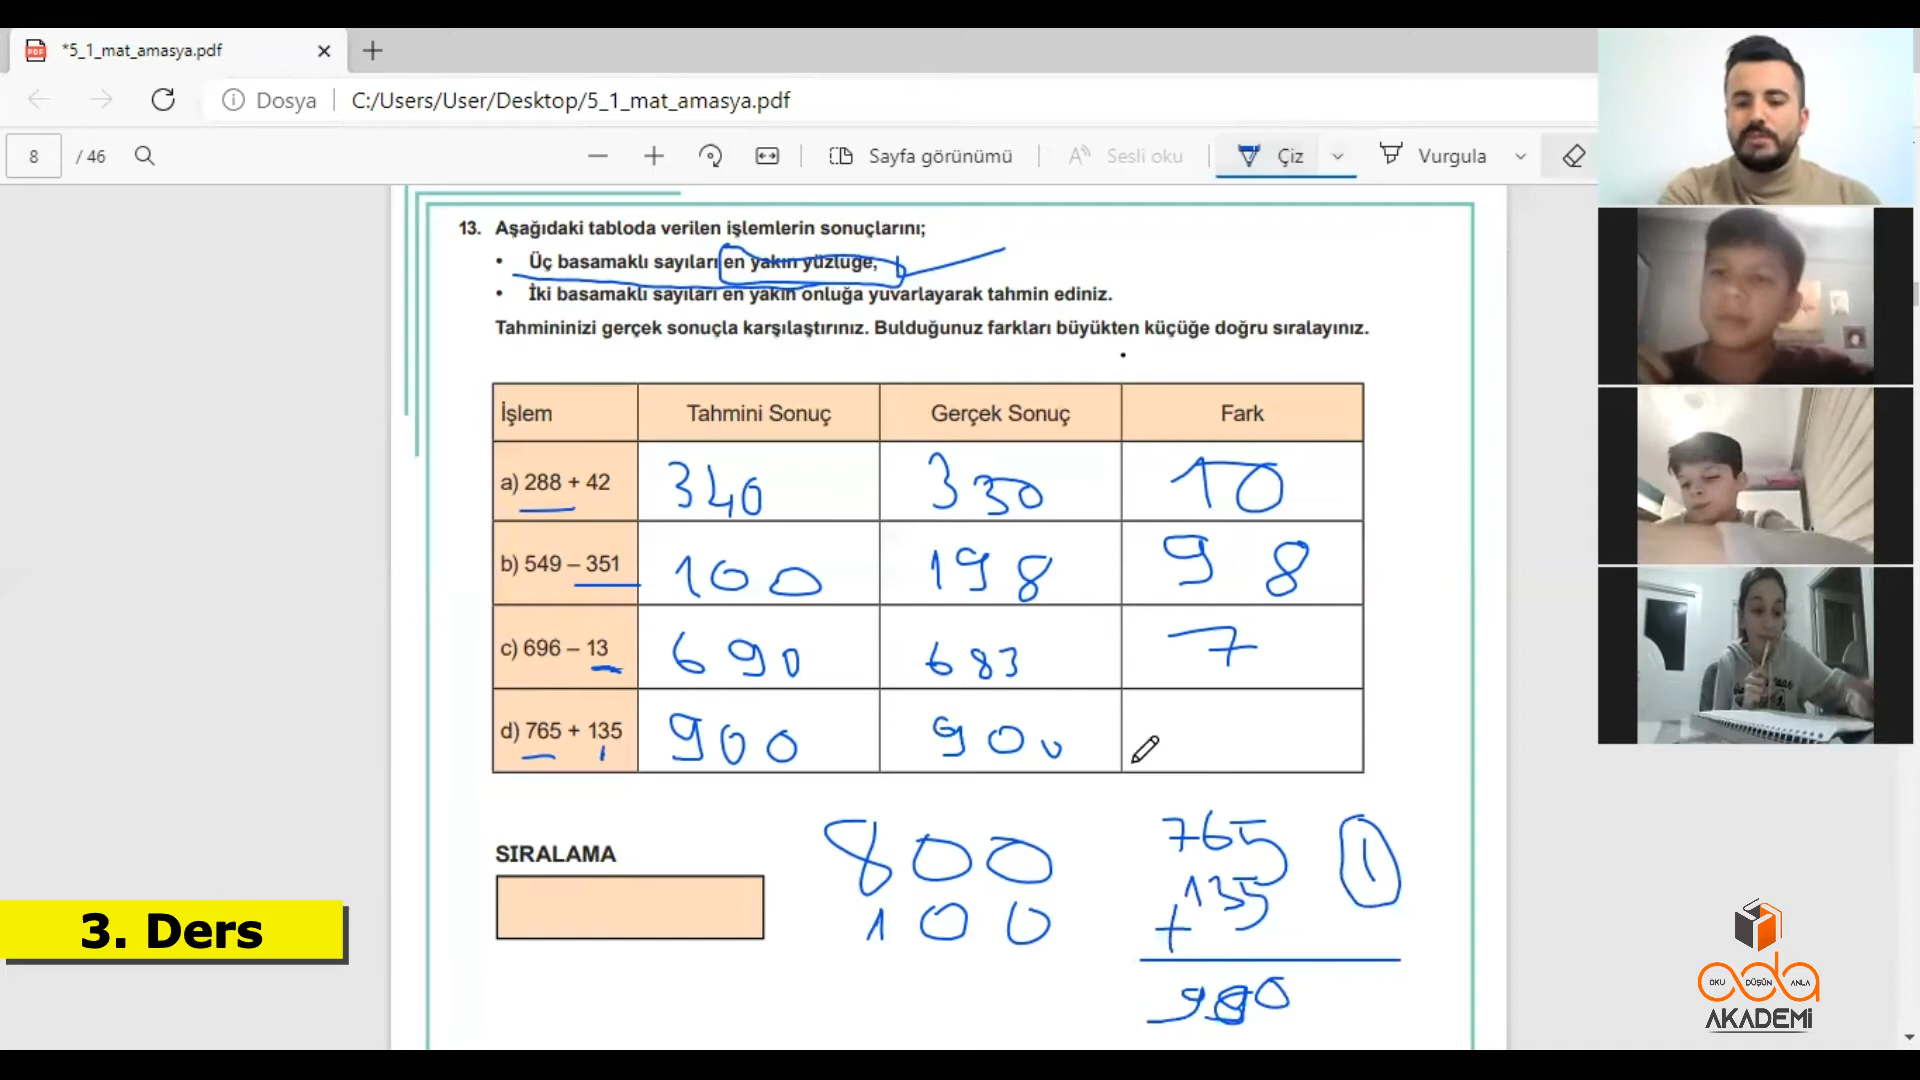 *5_1_mat_amasya.pdf
Dosya C:/Users/User/Desktop/5_1_mat_amasya.pdf
8 / 46 Sayfa görünümü Sesli oku Çiz Vurgula
13. Aşağıdaki tabloda verilen işlemlerin sonuçlarını;
• Üç basamaklı sayıları en yakın yüzlüğe,
• İki basamaklı sayıları en yakın onluğa yuvarlayarak tahmin ediniz.
Tahmininizi gerçek sonuçla karşılaştırınız. Bulduğunuz farkları büyükten küçüğe doğru sıralayınız.
İşlem Tahmini Sonuç Gerçek Sonuç Fark
a) 288 + 42 340 330 10
b) 549 – 351 100 198 98
c) 696 – 13 690 683 7
d) 765 + 135 900 900
SIRALAMA
800
100
765 1
+ 135
900
3. Ders
oda
OKU DÜŞÜN ANLA
AKADEMİ